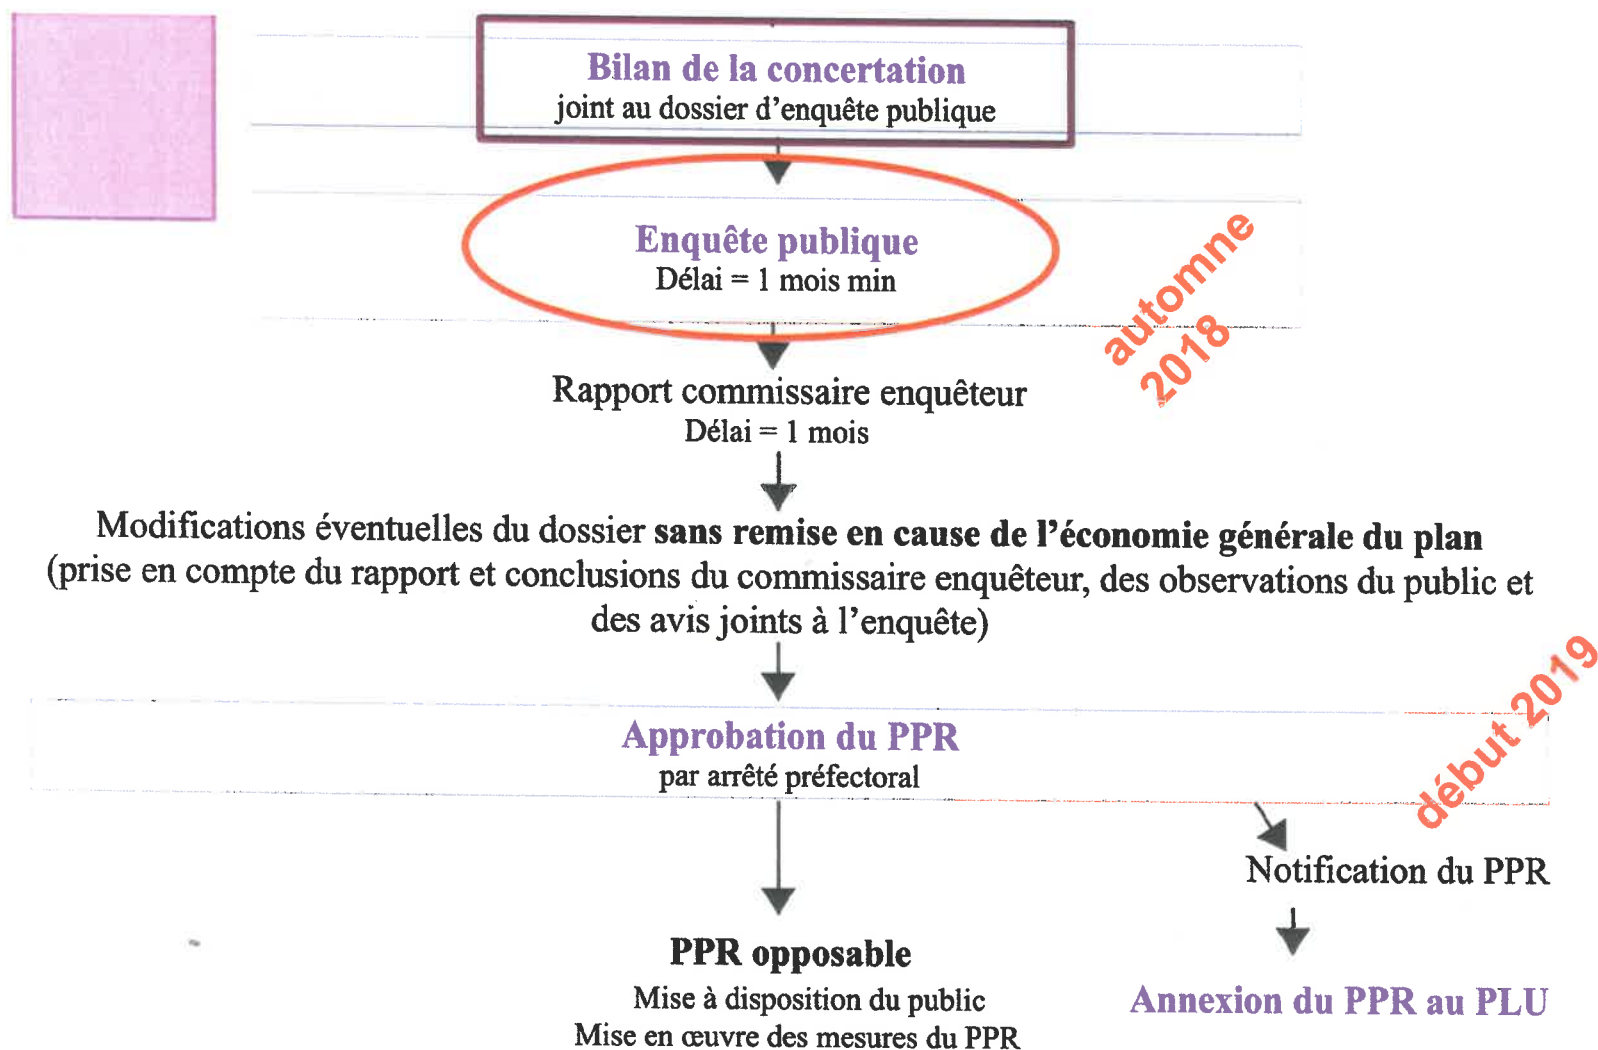 Bilan de la concertation
joint au dossier d’enquête publique
Enquête publique
Délai = 1 mois min
automne
2018
Rapport commissaire enquêteur
Délai = 1 mois
Modifications éventuelles du dossier sans remise en cause de l’économie générale du plan
(prise en compte du rapport et conclusions du commissaire enquêteur, des observations du public et
des avis joints à l’enquête)
début 2019
Approbation du PPR
par arrêté préfectoral
Notification du PPR
PPR opposable
Mise à disposition du public
Mise en œuvre des mesures du PPR
Annexion du PPR au PLU